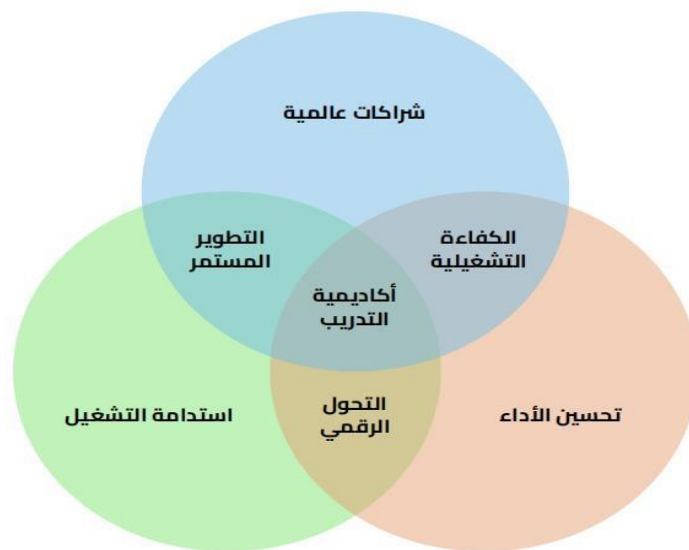 شراكات عالمية
الكفاءة
التشغيلية
التطوير
المستمر
أكاديمية
التدريب
تحسين الأداء
التحول
الرقمي
استدامة التشغيل